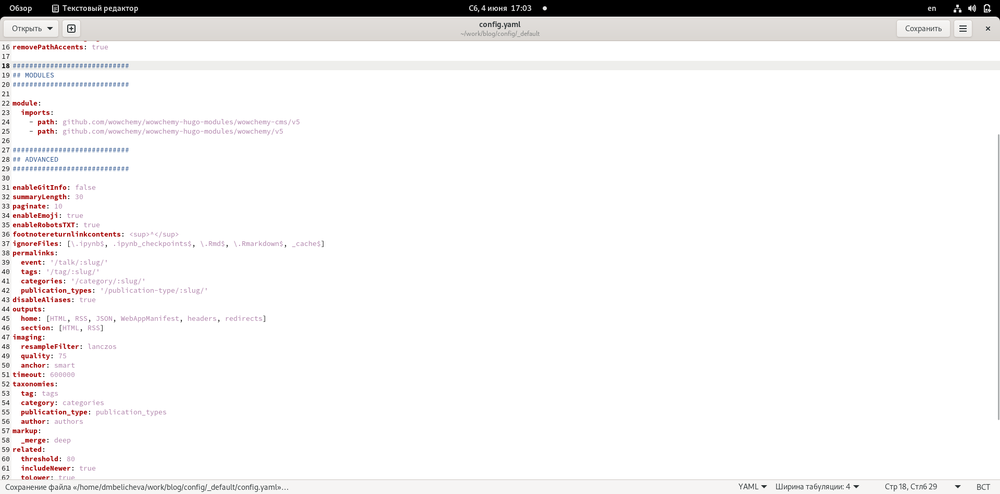 Обзор Текстовый редактор Сб, 4 июня 17:03 en
Открыть config.yaml Сохранить
~/work/blog/config/_default
16 removePathAccents: true
17
18 ############################
19 ## MODULES
20 ############################
21
22 module:
23   imports:
24     - path: github.com/wowchemy/wowchemy-hugo-modules/wowchemy-cms/v5
25     - path: github.com/wowchemy/wowchemy-hugo-modules/wowchemy/v5
26
27 ############################
28 ## ADVANCED
29 ############################
30
31 enableGitInfo: false
32 summaryLength: 30
33 paginate: 10
34 enableEmoji: true
35 enableRobotsTXT: true
36 footnotereturnlinkcontents: <sup>^</sup>
37 ignoreFiles: [\.ipynb$, .ipynb_checkpoints$, \.Rmd$, \.Rmarkdown$, _cache$]
38 permalinks:
39   event: '/talk/:slug/'
40   tags: '/tag/:slug/'
41   categories: '/category/:slug/'
42   publication_types: '/publication-type/:slug/'
43 disableAliases: true
44 outputs:
45   home: [HTML, RSS, JSON, WebAppManifest, headers, redirects]
46   section: [HTML, RSS]
47 imaging:
48   resampleFilter: lanczos
49   quality: 75
50   anchor: smart
51 timeout: 600000
52 taxonomies:
53   tag: tags
54   category: categories
55   publication_type: publication_types
56   author: authors
57 markup:
58   _merge: deep
59 related:
60   threshold: 80
61   includeNewer: true
62   toLower: true
Сохранение файла «/home/dmbelicheva/work/blog/config/_default/config.yaml»… YAML Ширина табуляции: 4 Стр 18, Стлб 29 ВСТ